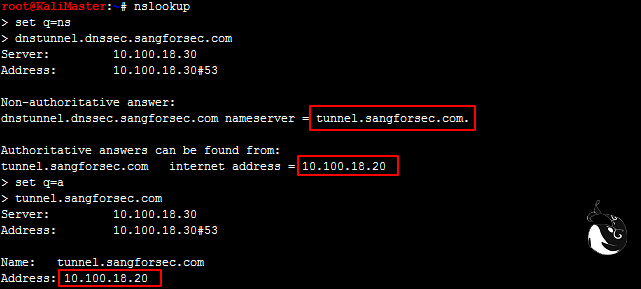 root@KaliMaster:~# nslookup
> set q=ns
> dnstunnel.dnssec.sangforsec.com
Server: 10.100.18.30
Address: 10.100.18.30#53
Non-authoritative answer:
dnstunnel.dnssec.sangforsec.com nameserver = tunnel.sangforsec.com.
Authoritative answers can be found from:
tunnel.sangforsec.com internet address = 10.100.18.20
> set q=a
> tunnel.sangforsec.com
Server: 10.100.18.30
Address: 10.100.18.30#53
Name: tunnel.sangforsec.com
Address: 10.100.18.20